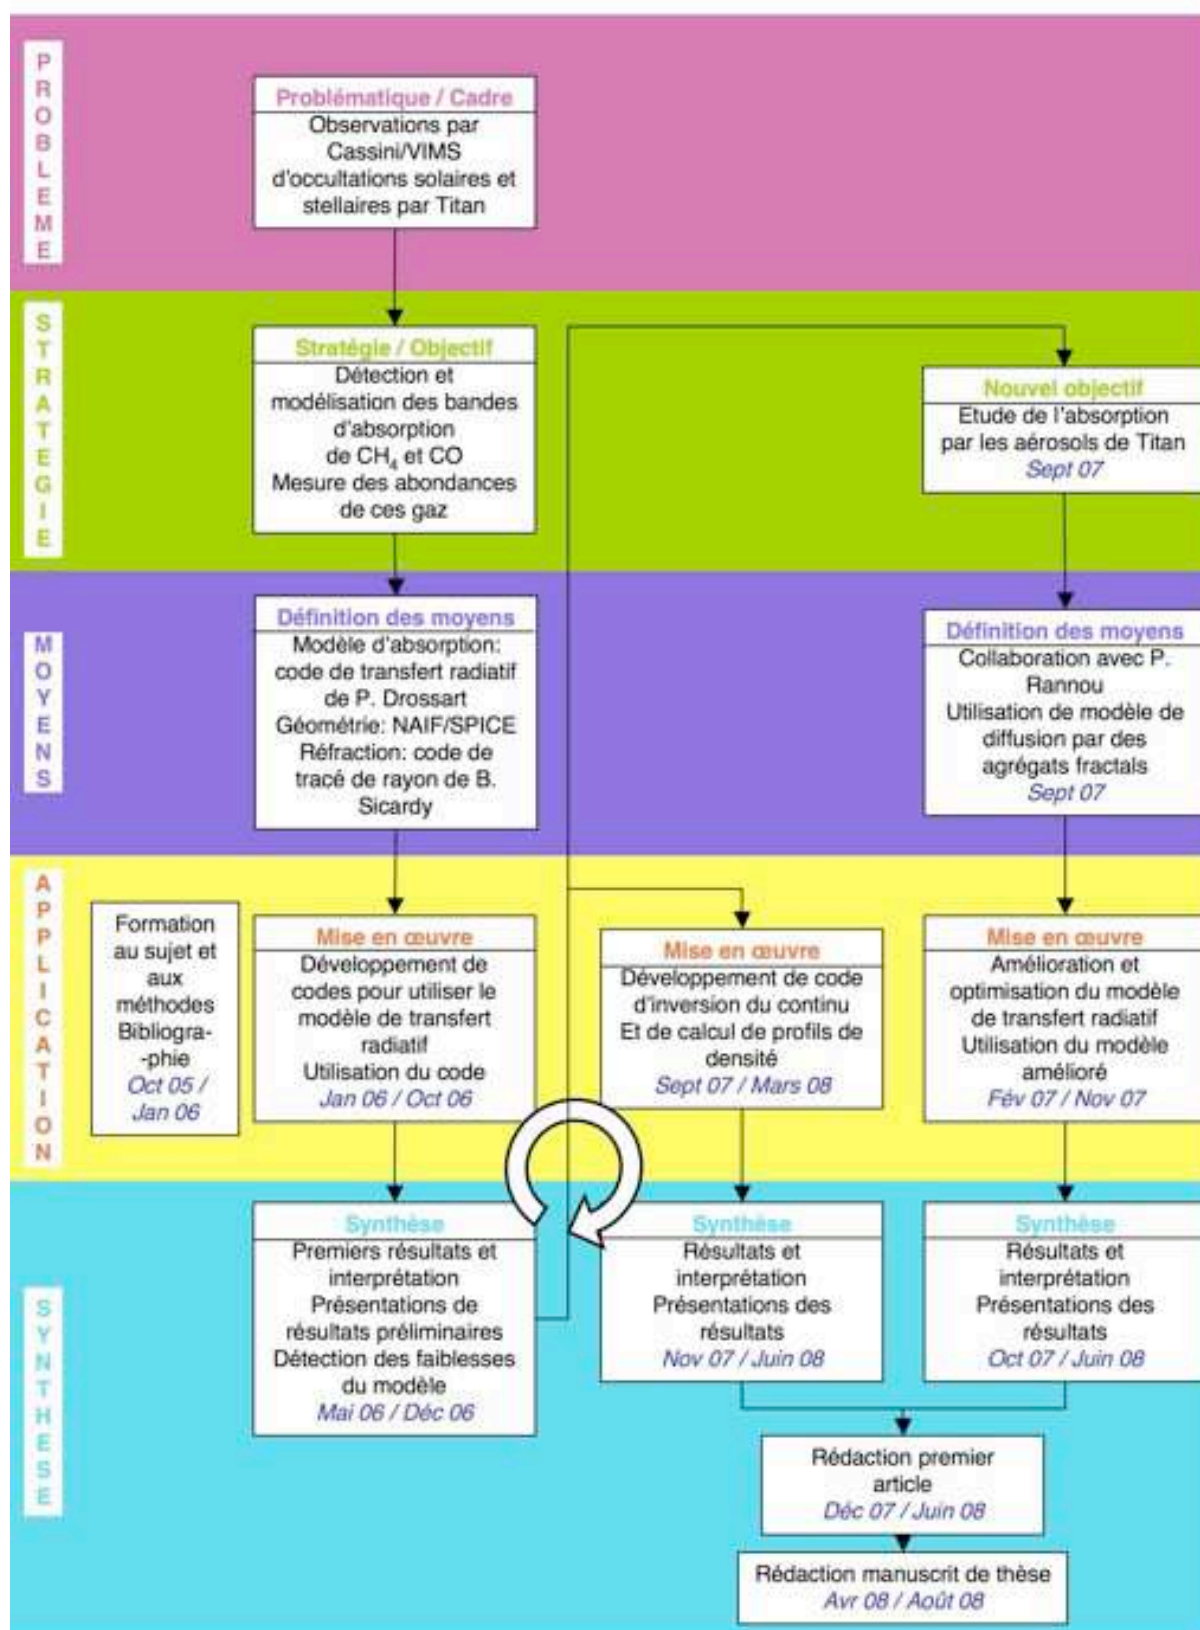 PROBLEME
Problématique / Cadre
Observations par
Cassini/VIMS
d'occultations solaires et
stellaires par Titan
STRATEGIE
Stratégie / Objectif
Détection et
modélisation des bandes
d'absorption
de CH₄ et CO
Mesure des abondances
de ces gaz
Nouvel objectif
Etude de l'absorption
par les aérosols de Titan
Sept 07
MOYENS
Définition des moyens
Modèle d'absorption:
code de transfert radiatif
de P. Drossart
Géométrie: NAIF/SPICE
Réfraction: code de
tracé de rayon de B.
Sicardy
Définition des moyens
Collaboration avec P.
Rannou
Utilisation de modèle de
diffusion par des
agrégats fractals
Sept 07
APPLICATION
Formation
au sujet et
aux
méthodes
Bibliogra-
-phie
Oct 05 /
Jan 06
Mise en œuvre
Développement de
codes pour utiliser le
modèle de transfert
radiatif
Utilisation du code
Jan 06 / Oct 06
Mise en œuvre
Développement de code
d'inversion du continu
Et de calcul de profils de
densité
Sept 07 / Mars 08
Mise en œuvre
Amélioration et
optimisation du modèle
de transfert radiatif
Utilisation du modèle
amélioré
Fév 07 / Nov 07
SYNTHESE
Synthèse
Premiers résultats et
interprétation
Présentations de
résultats préliminaires
Détection des faiblesses
du modèle
Mai 06 / Déc 06
Synthèse
Résultats et
interprétation
Présentations des
résultats
Nov 07 / Juin 08
Synthèse
Résultats et
interprétation
Présentations des
résultats
Oct 07 / Juin 08
Rédaction premier
article
Déc 07 / Juin 08
Rédaction manuscrit de thèse
Avr 08 / Août 08